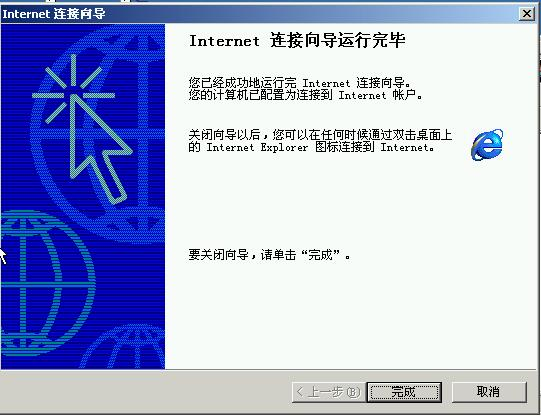 Internet 连接向导
Internet 连接向导运行完毕
您已经成功地运行完 Internet 连接向导。
您的计算机已配置为连接到 Internet 帐户。
关闭向导以后，您可以在任何时候通过双击桌面上
的 Internet Explorer 图标连接到 Internet。
要关闭向导，请单击“完成”。
< 上一步(B) 完成 取消